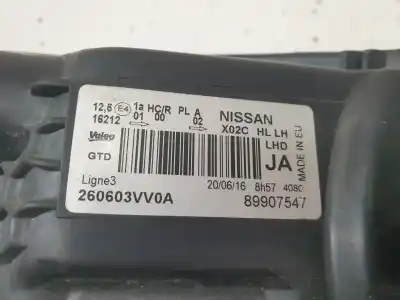 12,8 E4 1a HC/R PL A NISSAN
16212 01 00 02 X02C HL LH
Valeo LHD
GTD JA
MADE IN EU
Ligne3 20/06/16 8h57 4080
260603VV0A 89907547